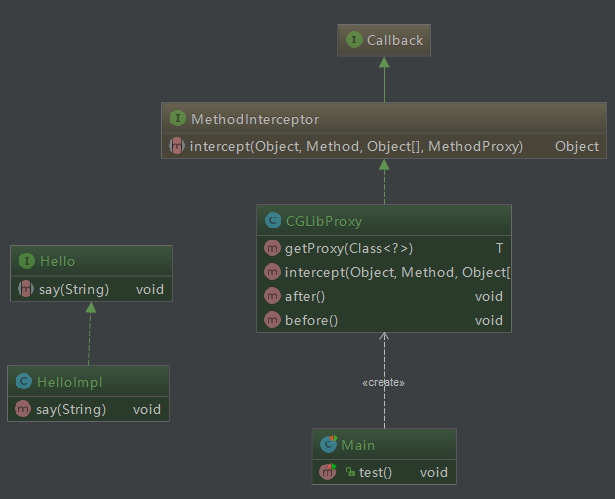 I Callback
I MethodInterceptor
m intercept(Object, Method, Object[], MethodProxy) Object
C CGLibProxy
m getProxy(Class<?>) T
m intercept(Object, Method, Object[
m after() void
m before() void
I Hello
m say(String) void
C HelloImpl
m say(String) void
«create»
C Main
m test() void